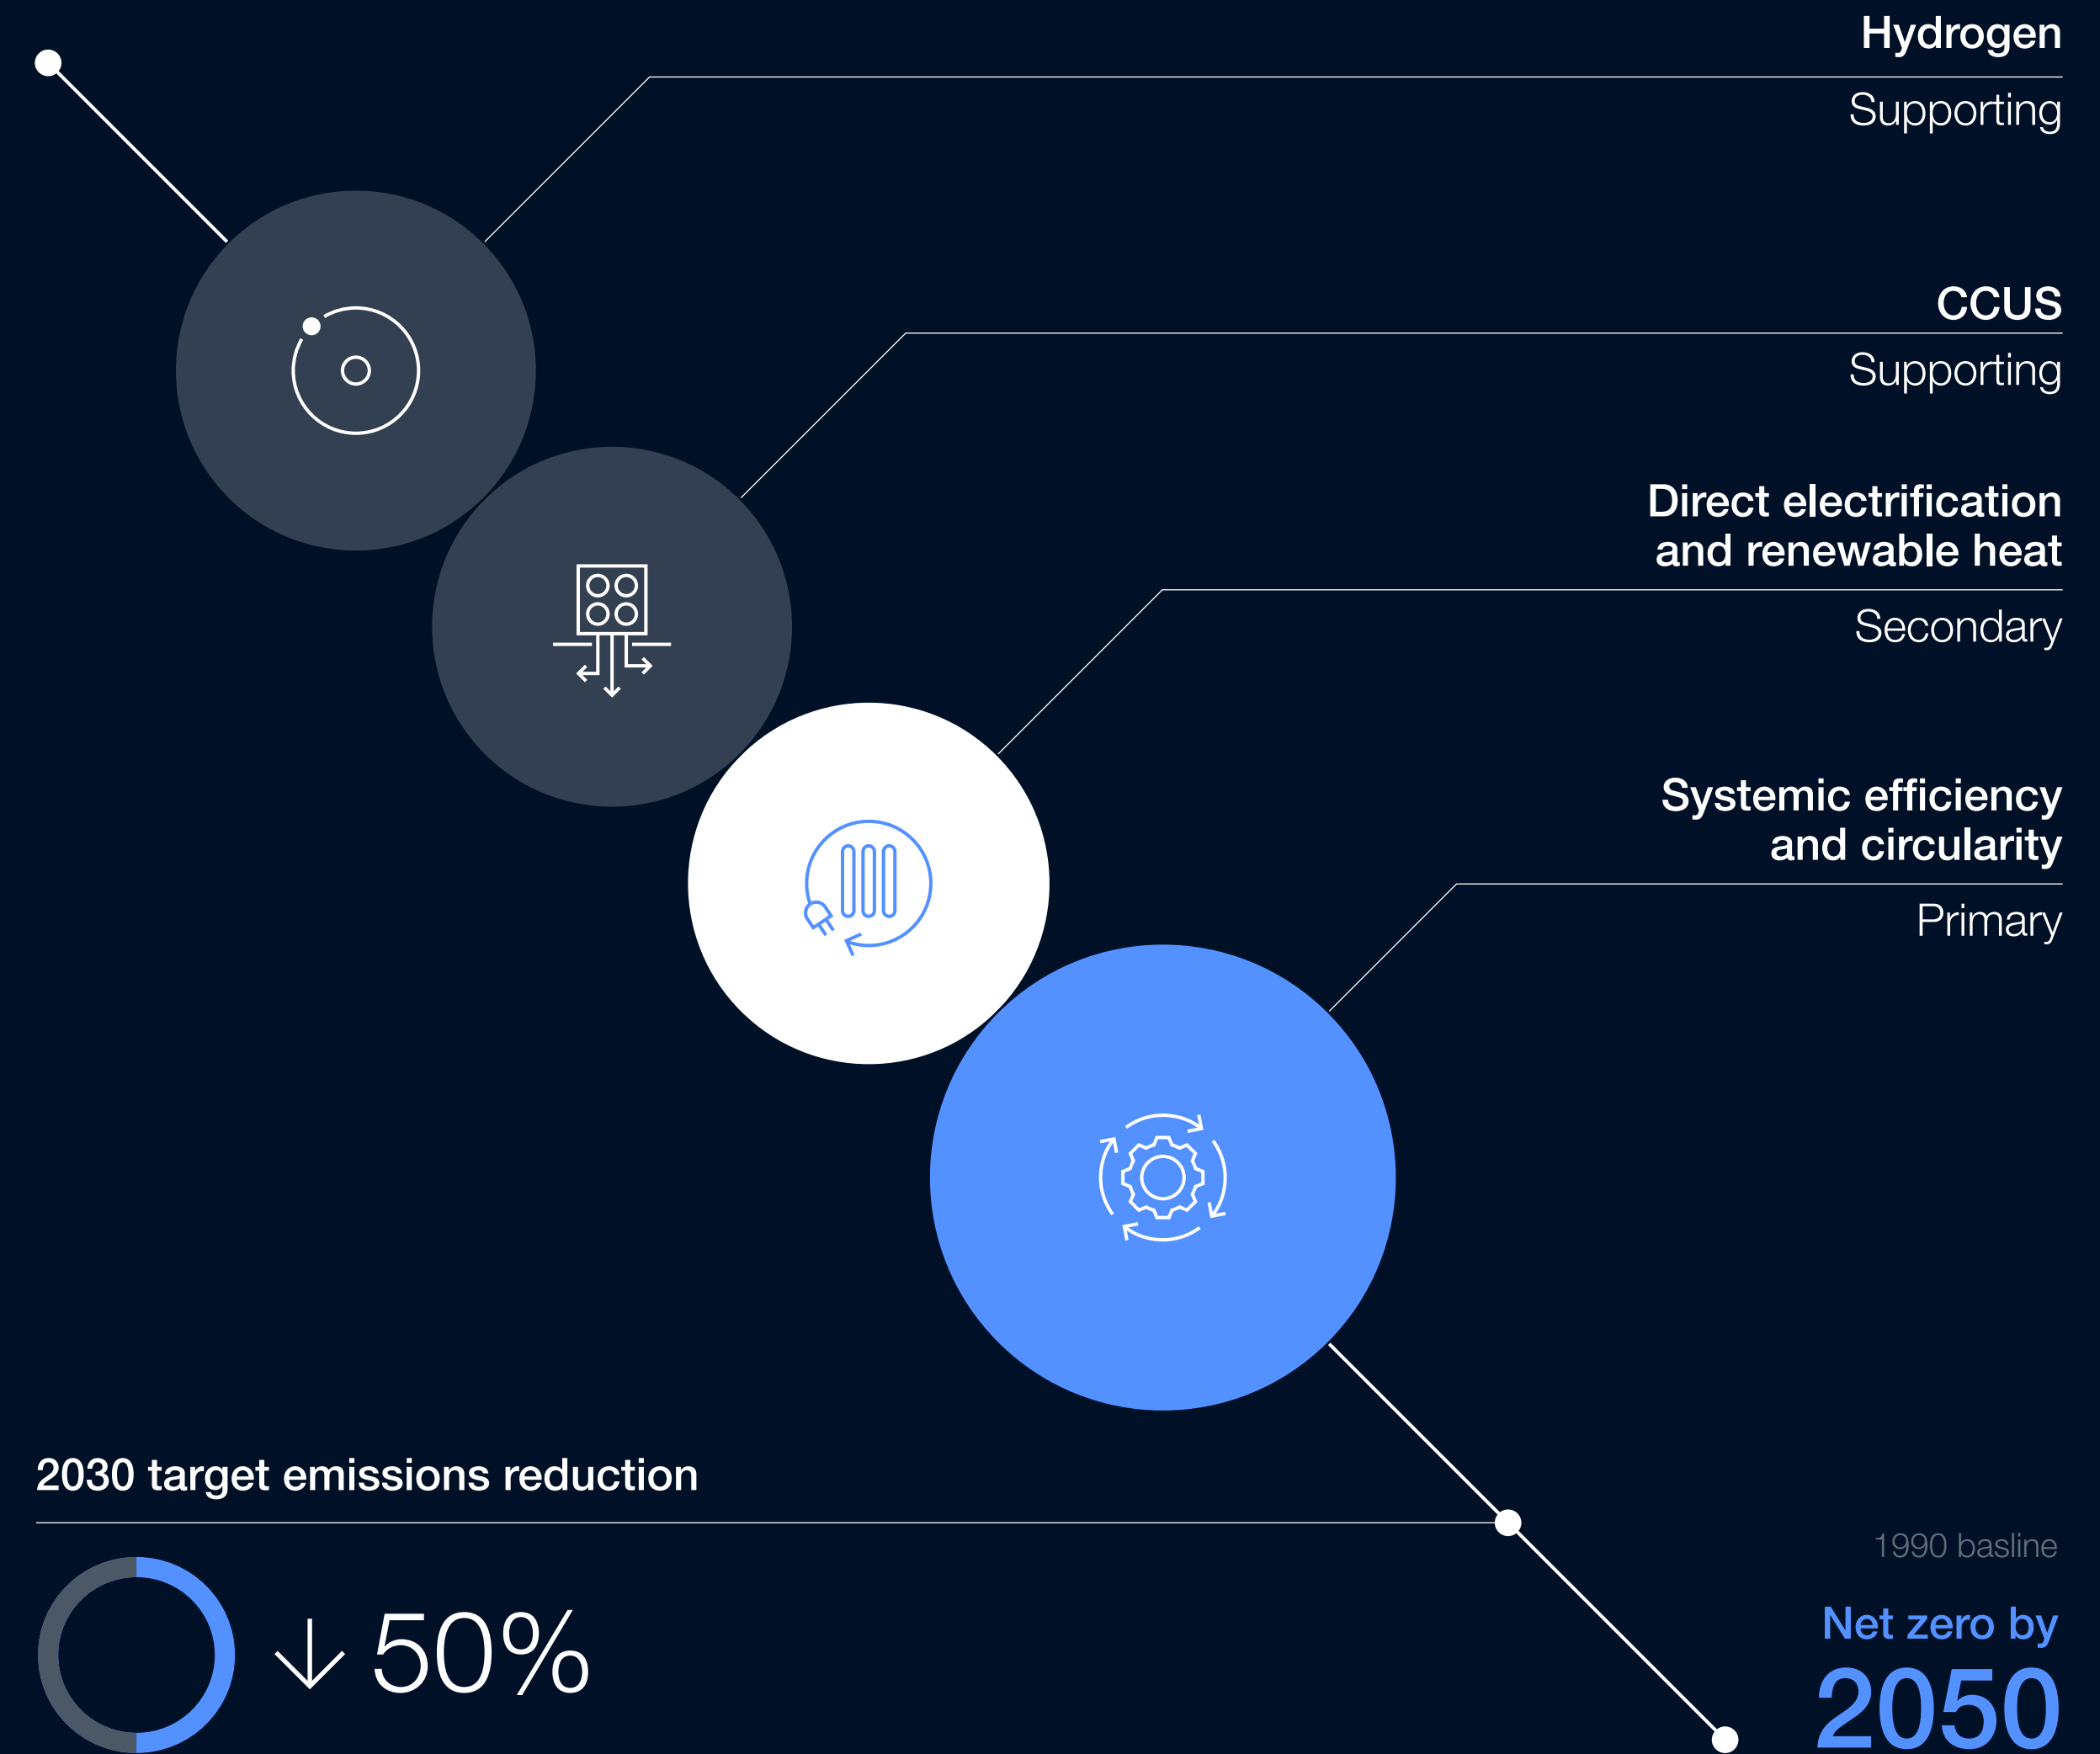 Hydrogen
Supporting
CCUS
Supporting
Direct electrification
and renewable heat
Secondary
Systemic efficiency
and circularity
Primary
2030 target emissions reduction
50%
1990 basline
Net zero by
2050